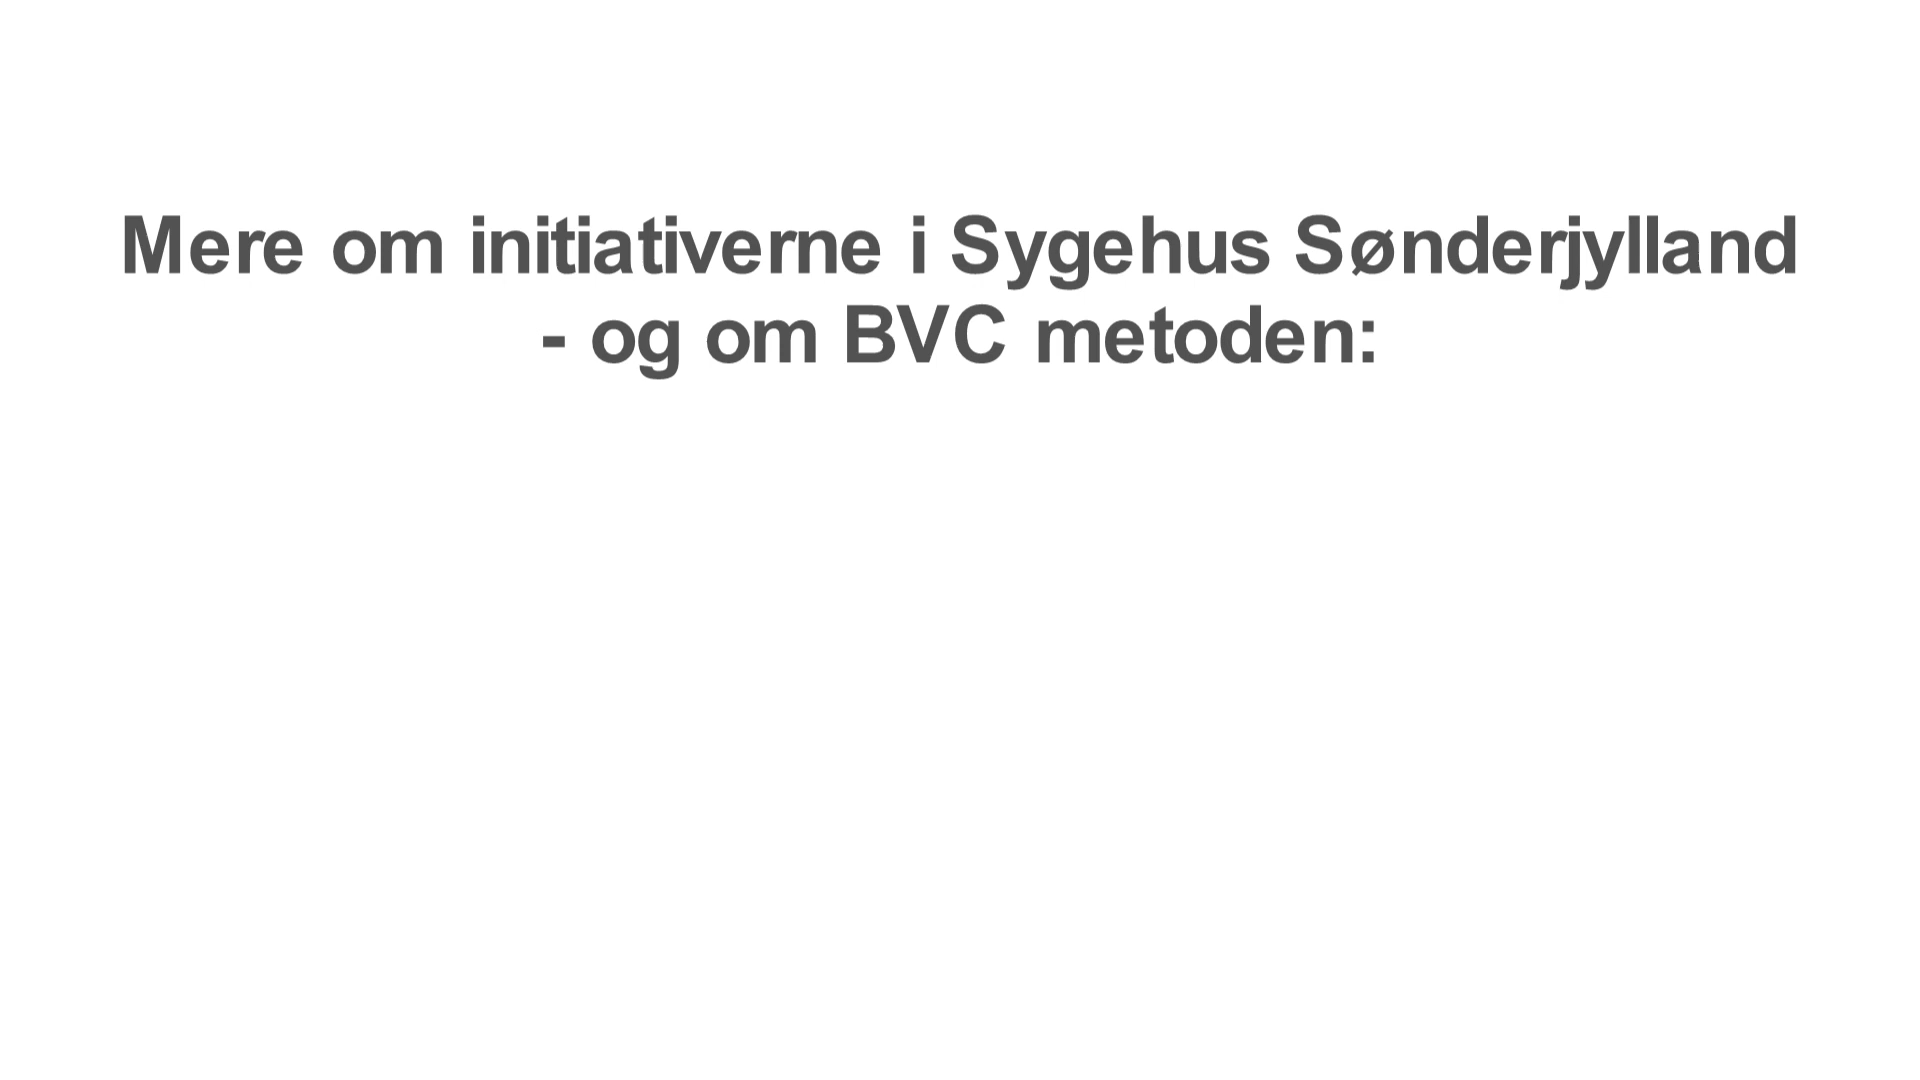 Mere om initiativerne i Sygehus Sønderjylland
- og om BVC metoden: